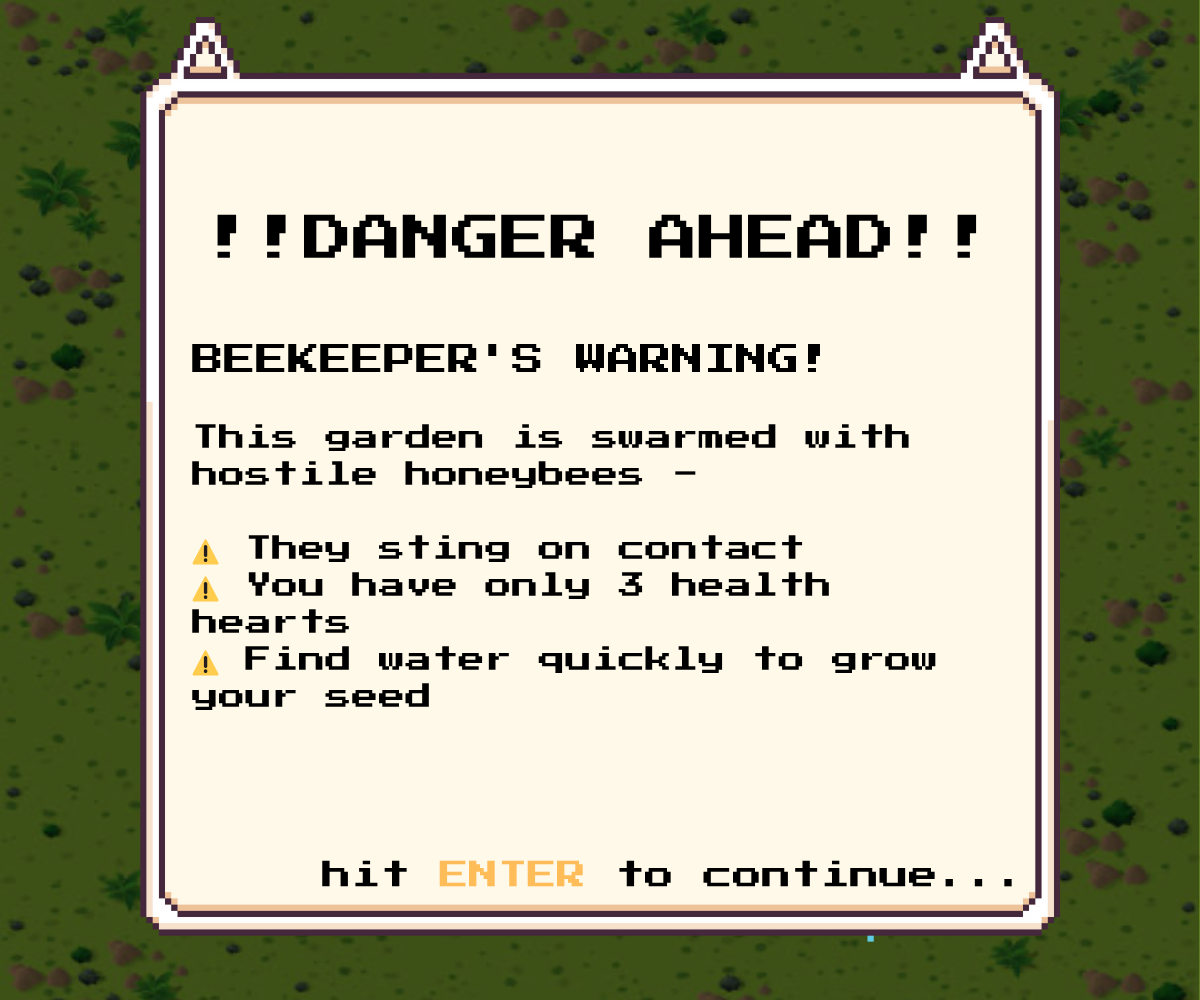 !!DANGER AHEAD!!
BEEKEEPER'S WARNING!
This garden is swarmed with
hostile honeybees -
⚠️ They sting on contact
⚠️ You have only 3 health
hearts
⚠️ Find water quickly to grow
your seed
hit ENTER to continue...